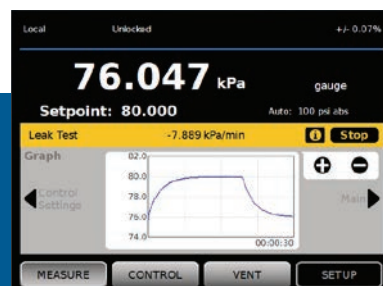 Local Unlocked +/- 0.07%
76.047 kPa gauge
Setpoint: 80.000 Auto: 100 psi abs
Leak Test -7.889 kPa/min i Stop
Graph
82.0
80.0
78.0
76.0
74.0
00:00:30
Control
Settings
Main
MEASURE CONTROL VENT SETUP